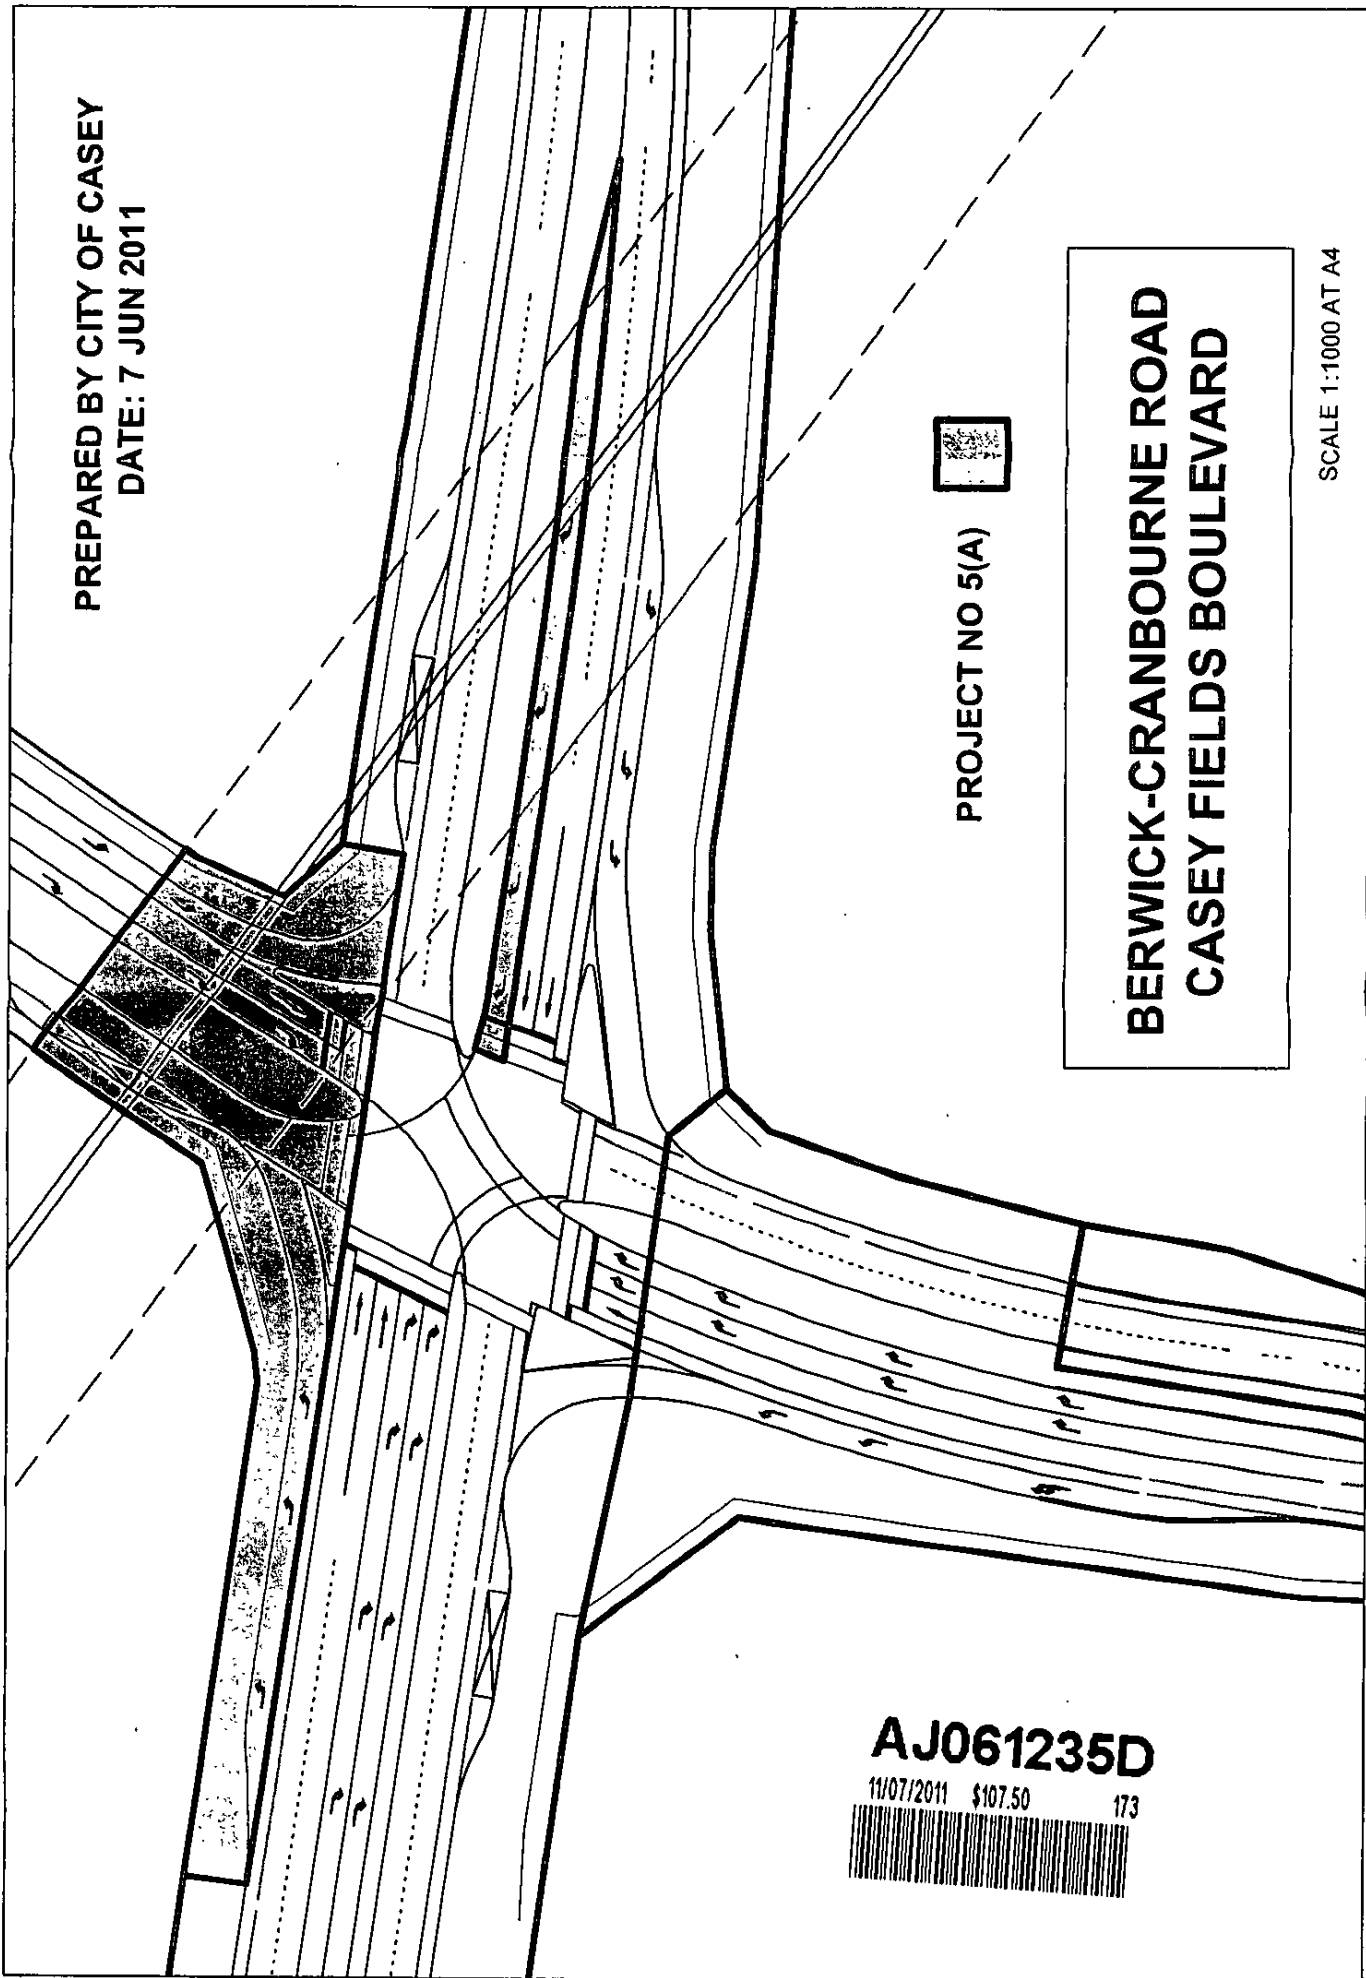 PREPARED BY CITY OF CASEY
DATE: 7 JUN 2011
PROJECT NO 5(A)
BERWICK-CRANBOURNE ROAD
CASEY FIELDS BOULEVARD
SCALE 1:1000 AT A4
AJ061235D
11/07/2011 $107.50 173